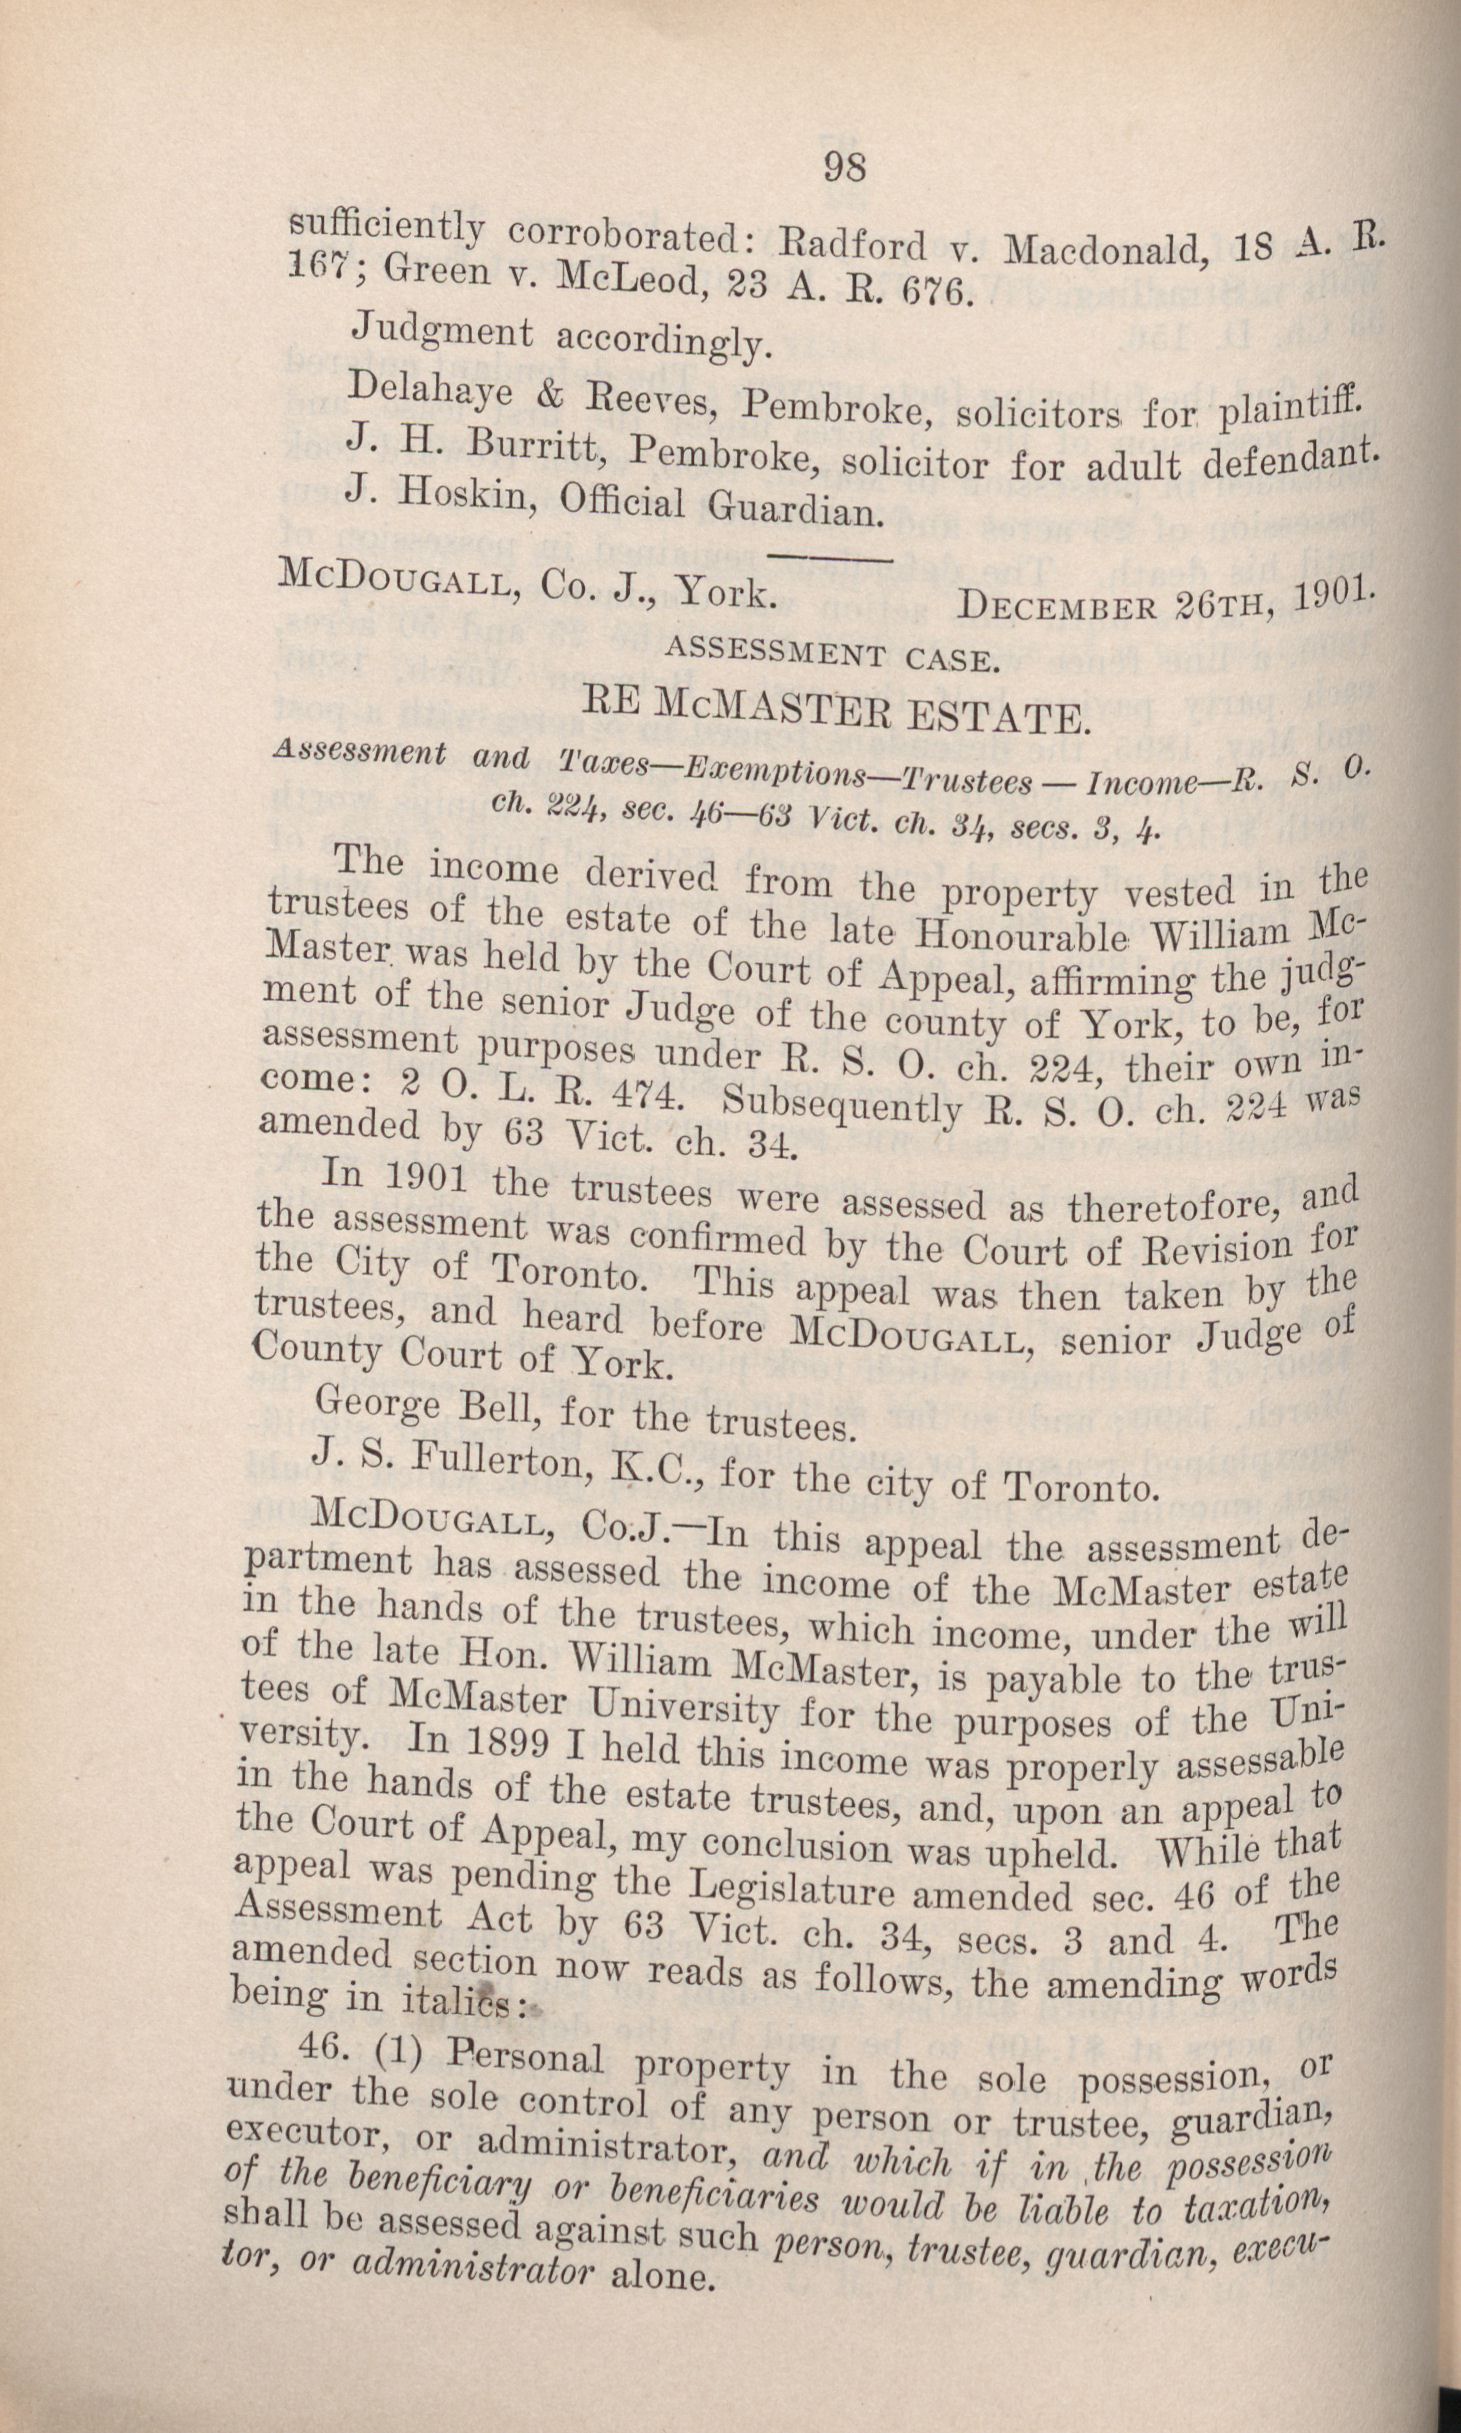 98
sufficiently corroborated: Radford v. Macdonald, 18 A. R.
167; Green v. McLeod, 23 A. R. 676.
Judgment accordingly.
Delahaye & Reeves, Pembroke, solicitors for plaintiff.
J. H. Burritt, Pembroke, solicitor for adult defendant.
J. Hoskin, Official Guardian.
McDougall, Co. J., York. December 26th, 1901.
ASSESSMENT CASE.
RE McMASTER ESTATE.
Assessment and Taxes—Exemptions—Trustees — Income—R. S. O.
ch. 224, sec. 46—63 Vict. ch. 34, secs. 3, 4.
The income derived from the property vested in the
trustees of the estate of the late Honourable William Mc-
Master was held by the Court of Appeal, affirming the judg-
ment of the senior Judge of the county of York, to be, for
assessment purposes under R. S. O. ch. 224, their own in-
come: 2 O. L. R. 474. Subsequently R. S. O. ch. 224 was
amended by 63 Vict. ch. 34.
In 1901 the trustees were assessed as theretofore, and
the assessment was confirmed by the Court of Revision for
the City of Toronto. This appeal was then taken by the
trustees, and heard before McDougall, senior Judge of
County Court of York.
George Bell, for the trustees.
J. S. Fullerton, K.C., for the city of Toronto.
McDougall, Co.J.—In this appeal the assessment de-
partment has assessed the income of the McMaster estate
in the hands of the trustees, which income, under the will
of the late Hon. William McMaster, is payable to the trus-
tees of McMaster University for the purposes of the Uni-
versity. In 1899 I held this income was properly assessable
in the hands of the estate trustees, and, upon an appeal to
the Court of Appeal, my conclusion was upheld. While that
appeal was pending the Legislature amended sec. 46 of the
Assessment Act by 63 Vict. ch. 34, secs. 3 and 4. The
amended section now reads as follows, the amending words
being in italics:
46. (1) Personal property in the sole possession, or
under the sole control of any person or trustee, guardian,
executor, or administrator, and which if in the possession
of the beneficiary or beneficiaries would be liable to taxation,
shall be assessed against such person, trustee, guardian, execu-
tor, or administrator alone.